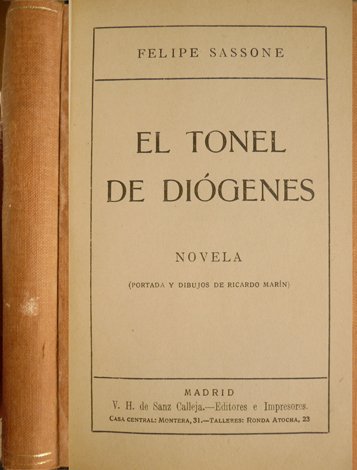 FELIPE SASSONE
EL TONEL
DE DIÓGENES
NOVELA
(PORTADA Y DIBUJOS DE RICARDO MARÍN)
MADRID
V. H. de Sanz Calleja.—Editores e Impresores.
CASA CENTRAL: MONTERA, 31.—TALLERES: RONDA ATOCHA, 23